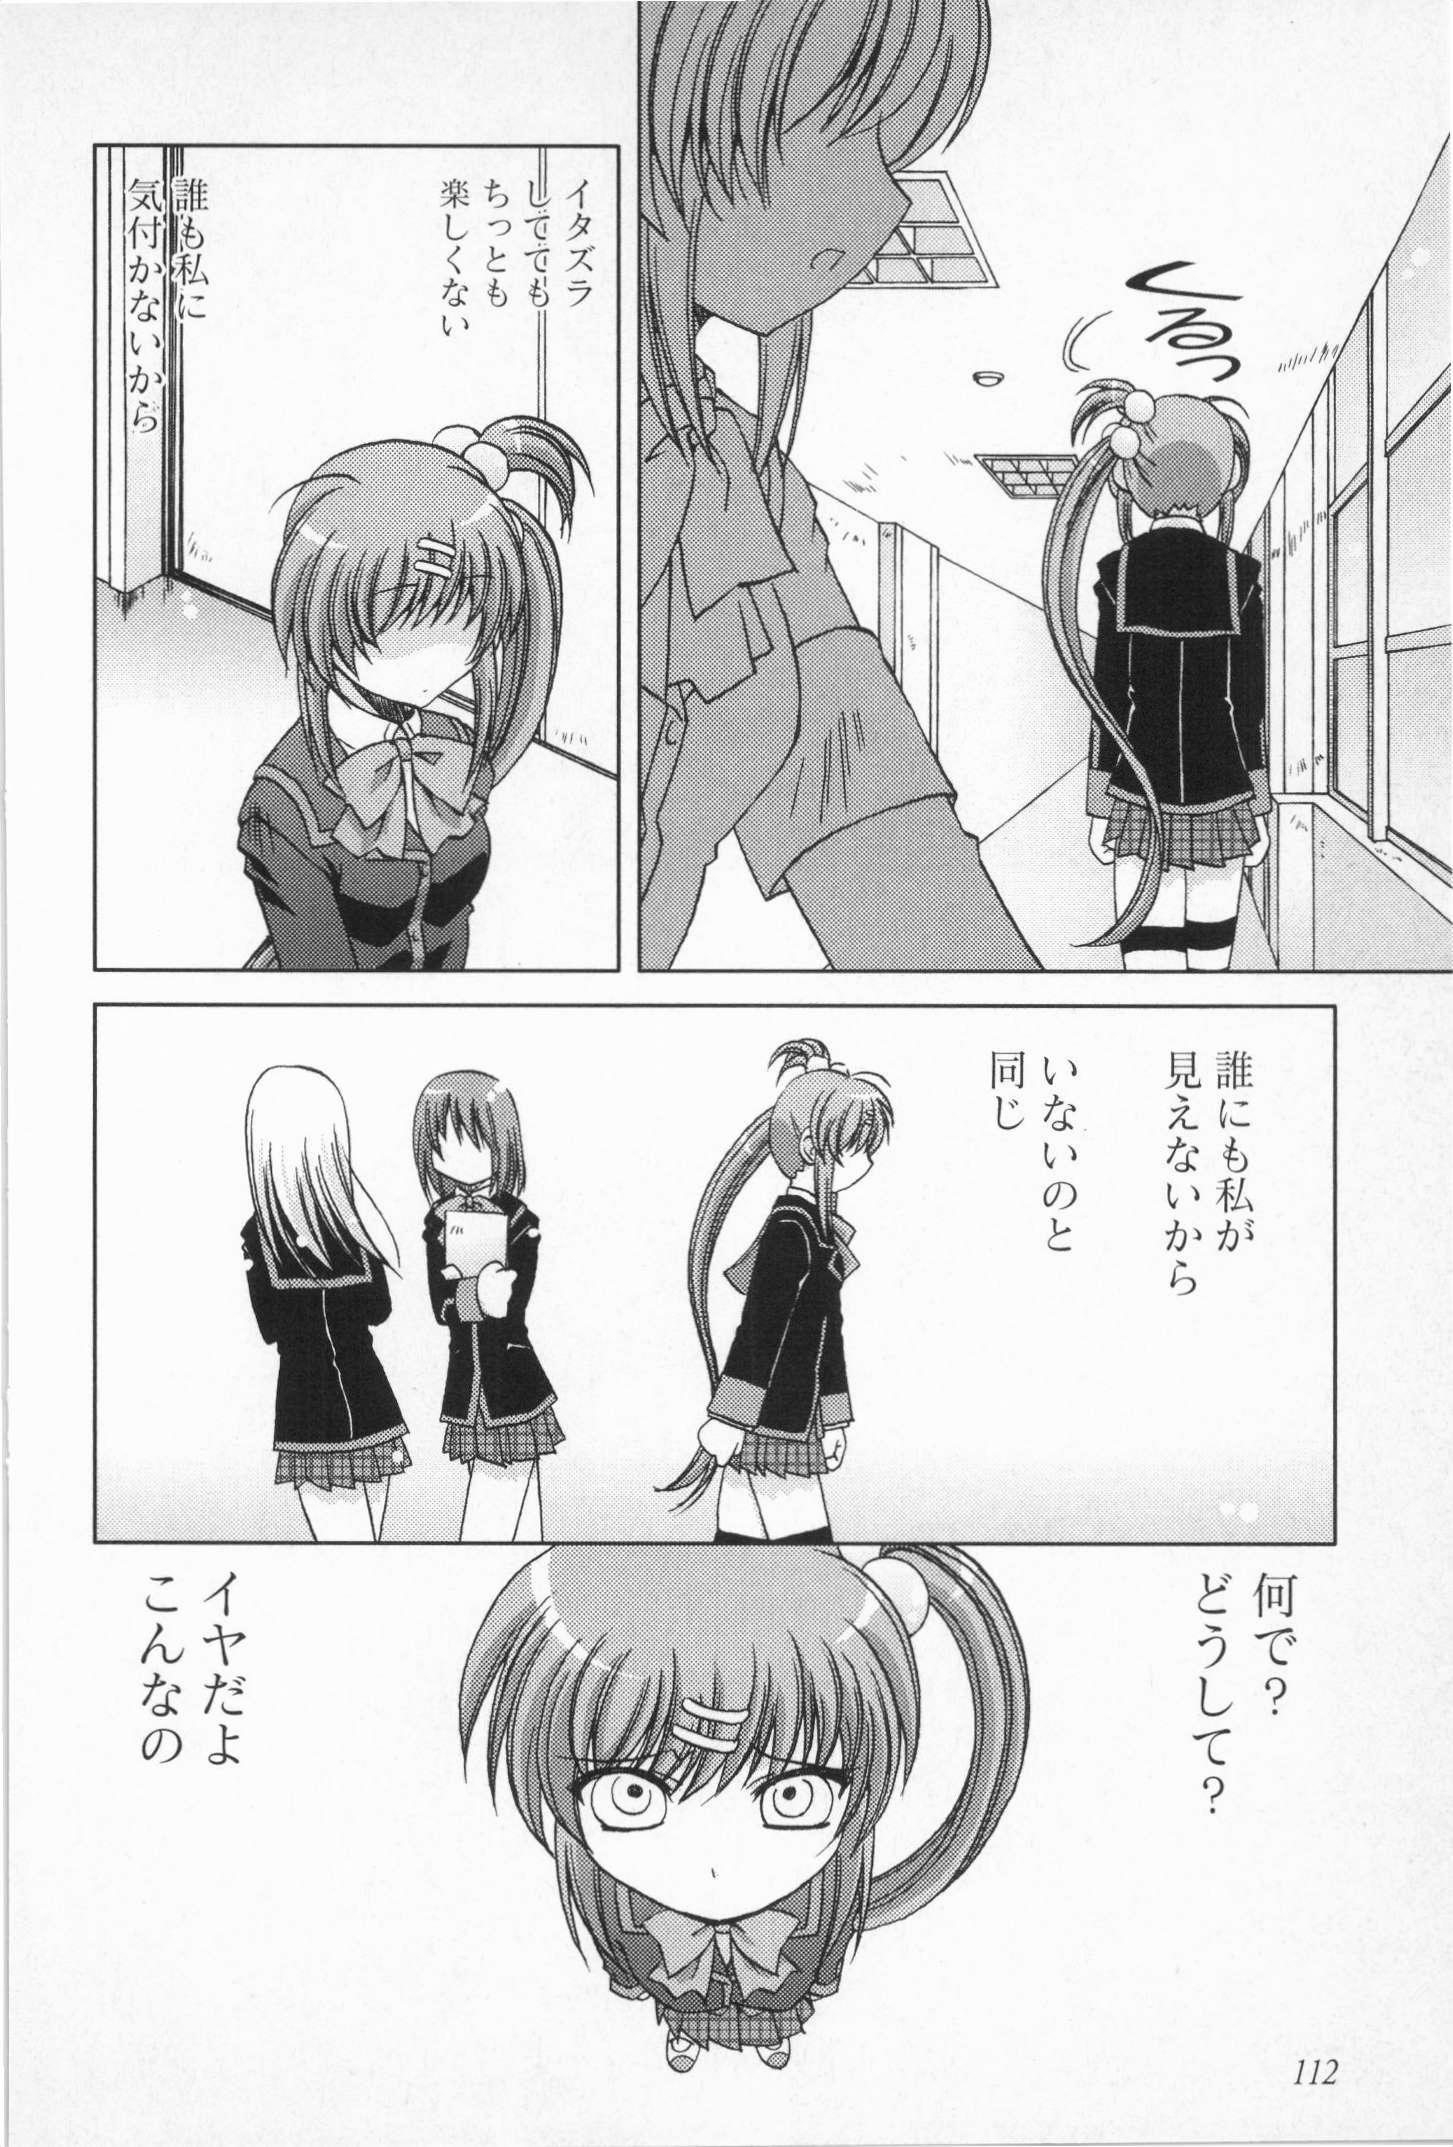 くるっ
イタズラ
してても
ちっとも
楽しくない
誰も私に
気付かないから
誰にも私が
見えないから
いないのと
同じ
何で？
どうして？
イヤだよ
こんなの
112